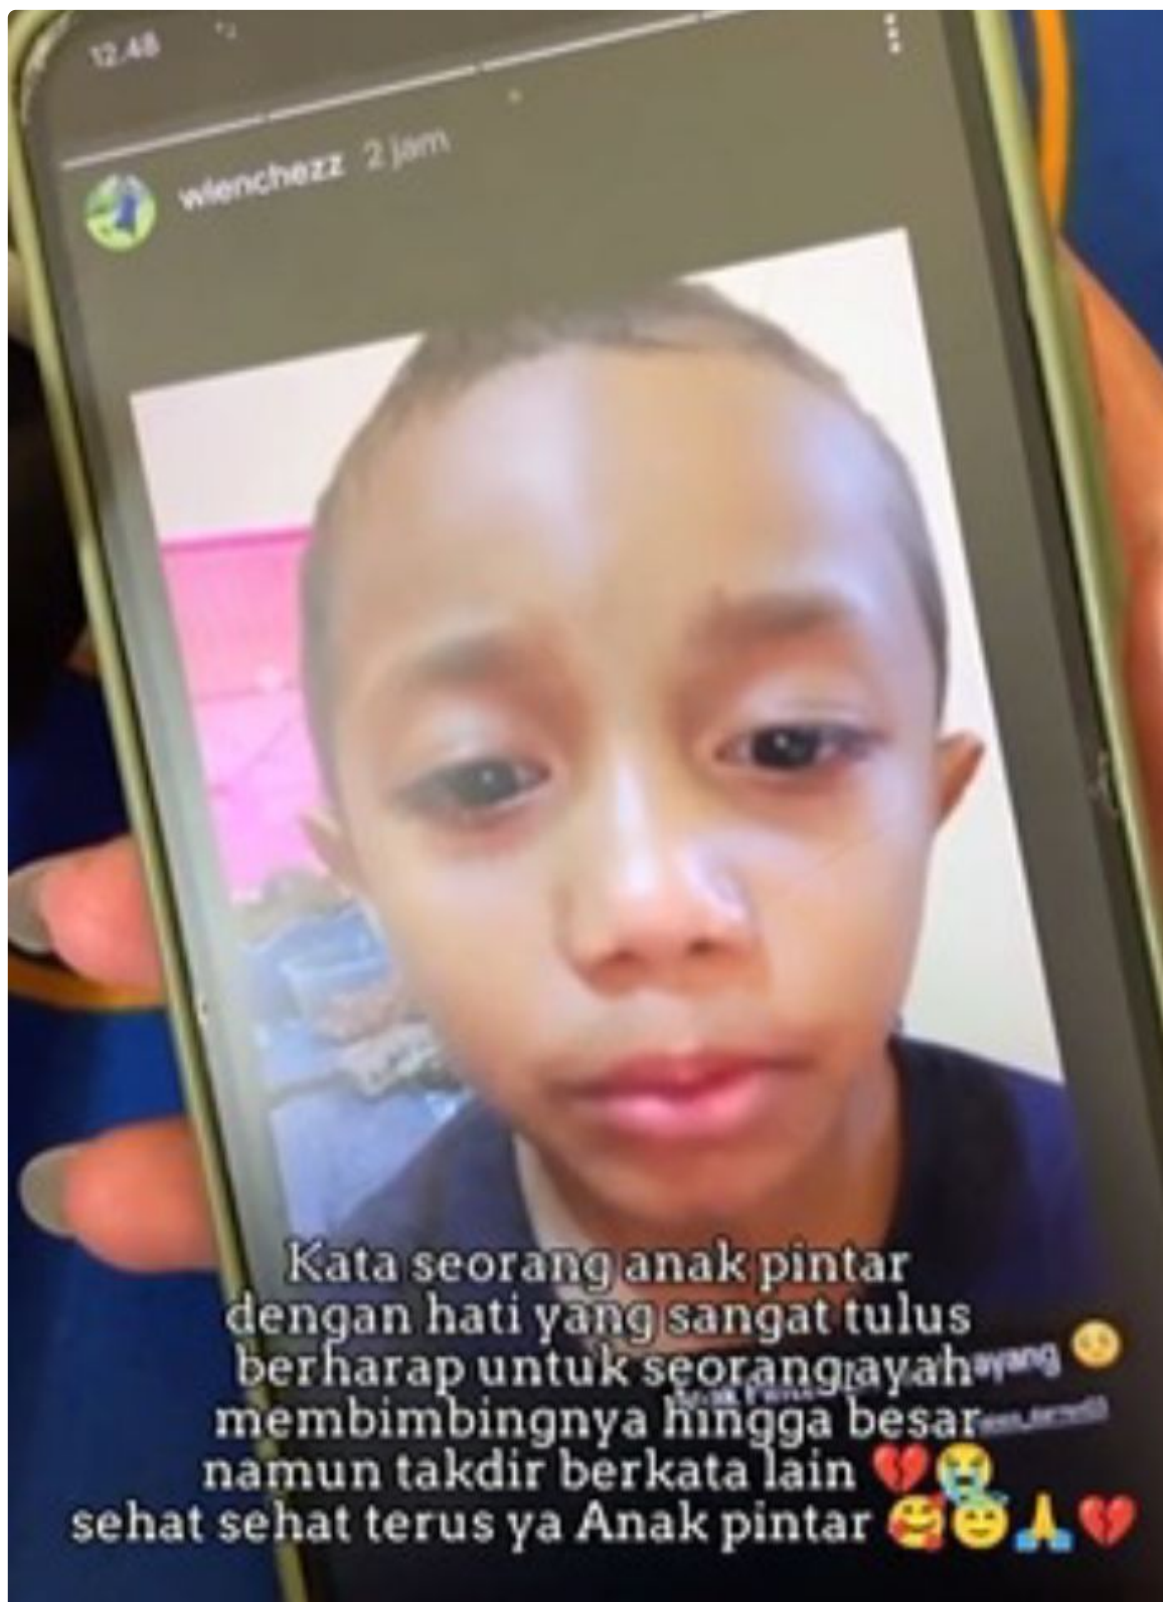 12.48
wienchezz 2 jam
Kata seorang anak pintar
dengan hati yang sangat tulus
berharap untuk seorang ayah
membimbingnya hingga besar
namun takdir berkata lain 💔😭
sehat sehat terus ya Anak pintar 🥰😇🙏💔